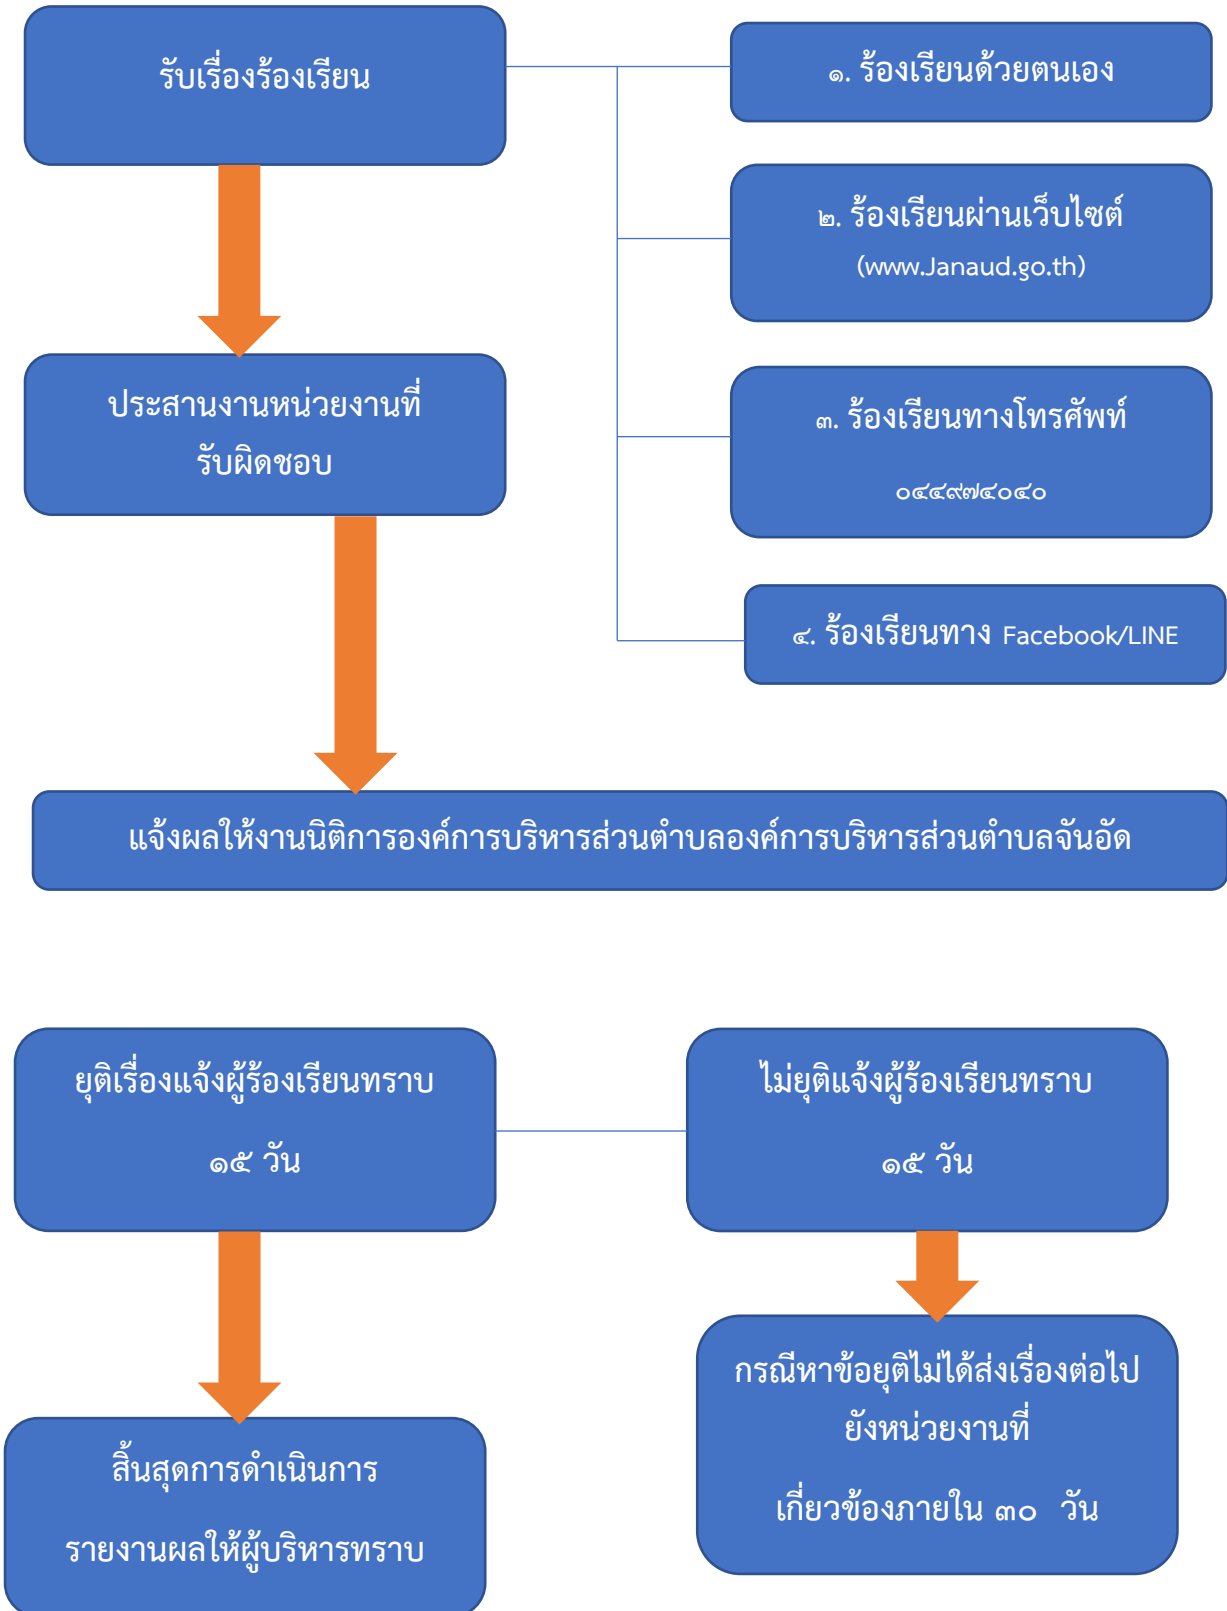 รับเรื่องร้องเรียน
๑. ร้องเรียนด้วยตนเอง
๒. ร้องเรียนผ่านเว็บไซต์
(www.Janaud.go.th)
ประสานงานหน่วยงานที่
รับผิดชอบ
๓. ร้องเรียนทางโทรศัพท์
๐๔๔๙๗๔๐๔๐
๔. ร้องเรียนทาง Facebook/LINE
แจ้งผลให้งานนิติการองค์การบริหารส่วนตำบลองค์การบริหารส่วนตำบลจันอัด
ยุติเรื่องแจ้งผู้ร้องเรียนทราบ
๑๕ วัน
ไม่ยุติแจ้งผู้ร้องเรียนทราบ
๑๕ วัน
กรณีหาข้อยุติไม่ได้ส่งเรื่องต่อไป
ยังหน่วยงานที่
เกี่ยวข้องภายใน ๓๐ วัน
สิ้นสุดการดำเนินการ
รายงานผลให้ผู้บริหารทราบ